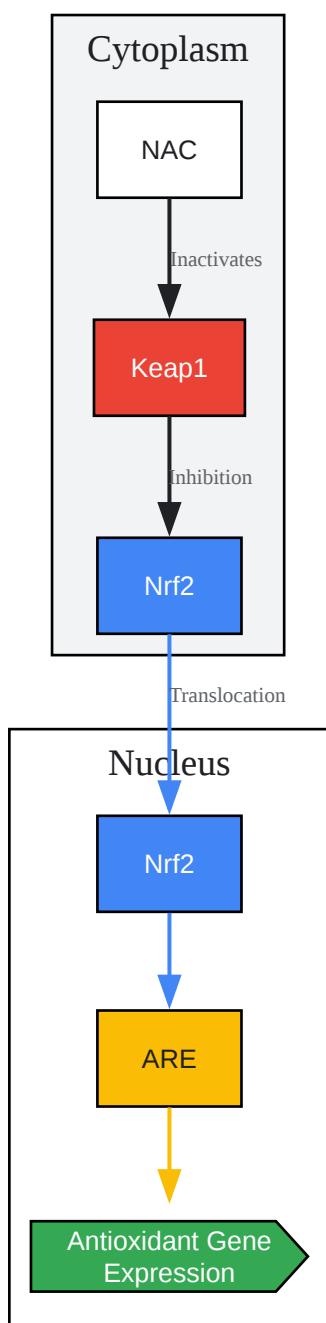 Cytoplasm
NAC
Inactivates
Keap1
Inhibition
Nrf2
Translocation
Nucleus
Nrf2
ARE
Antioxidant Gene
Expression